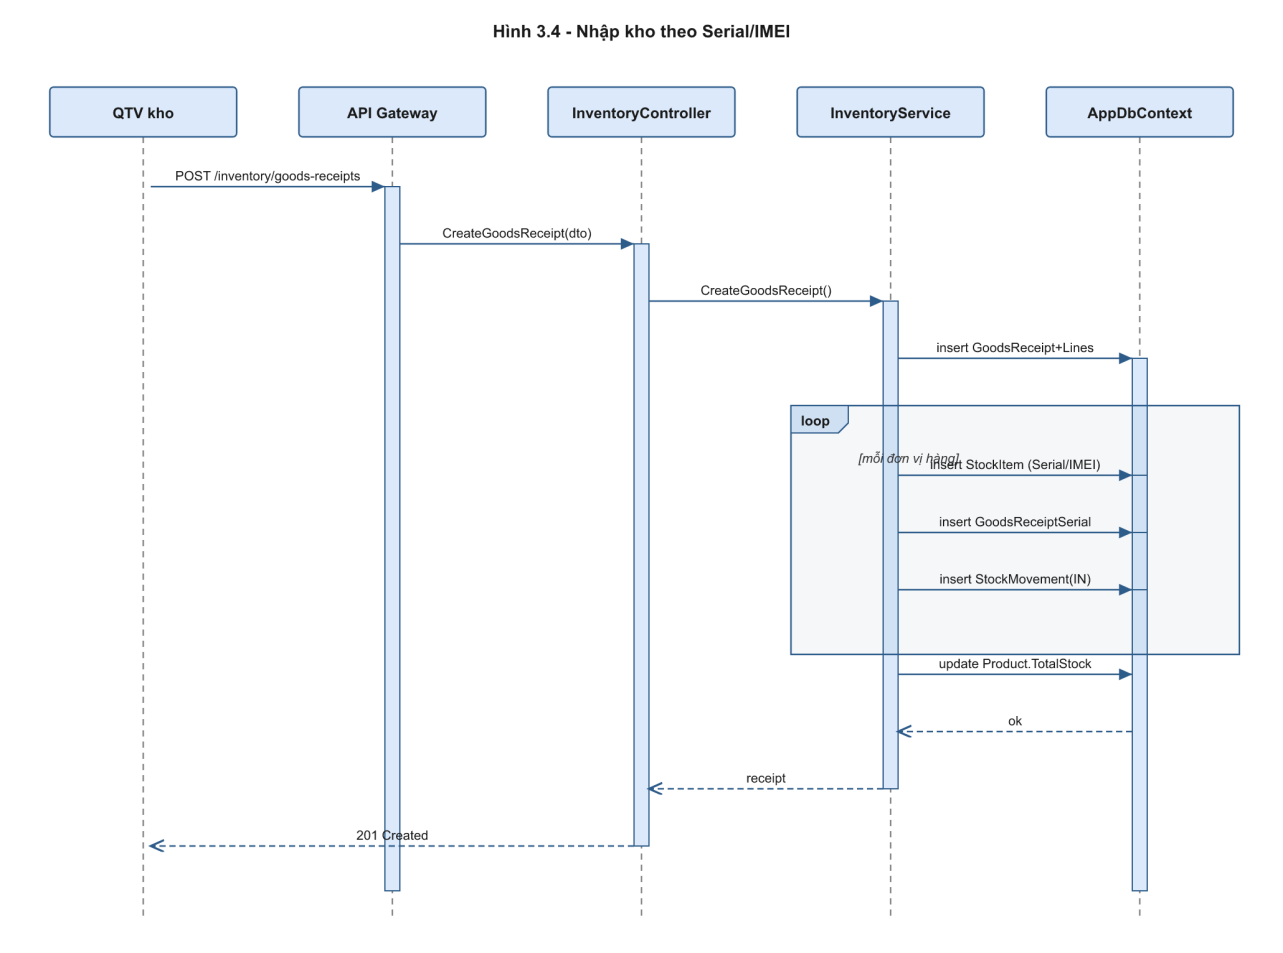 Hình 3.4 - Nhập kho theo Serial/IMEI
QTV kho
API Gateway
InventoryController
InventoryService
AppDbContext
POST /inventory/goods-receipts
CreateGoodsReceipt(dto)
CreateGoodsReceipt()
insert GoodsReceipt+Lines
loop
[mỗi đơn vị hàng]
insert StockItem (Serial/IMEI)
insert GoodsReceiptSerial
insert StockMovement(IN)
update Product.TotalStock
ok
receipt
201 Created